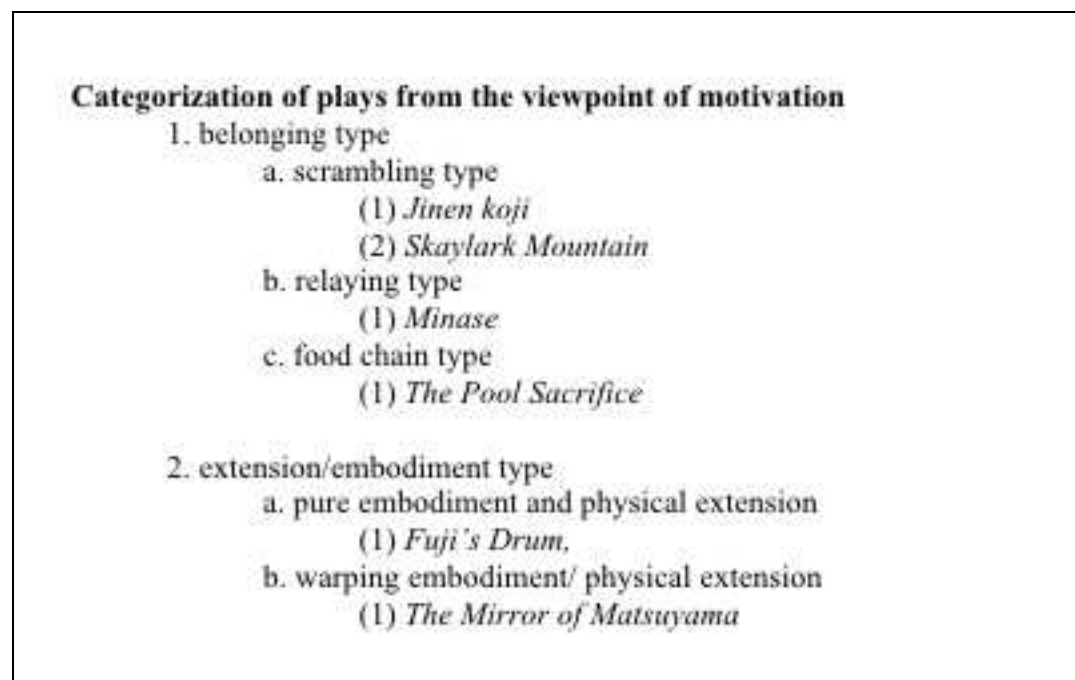 Categorization of plays from the viewpoint of motivation
1. belonging type
a. scrambling type
(1) Jinen koji
(2) Skaylark Mountain
b. relaying type
(1) Minase
c. food chain type
(1) The Pool Sacrifice
2. extension/embodiment type
a. pure embodiment and physical extension
(1) Fuji´s Drum,
b. warping embodiment/ physical extension
(1) The Mirror of Matsuyama